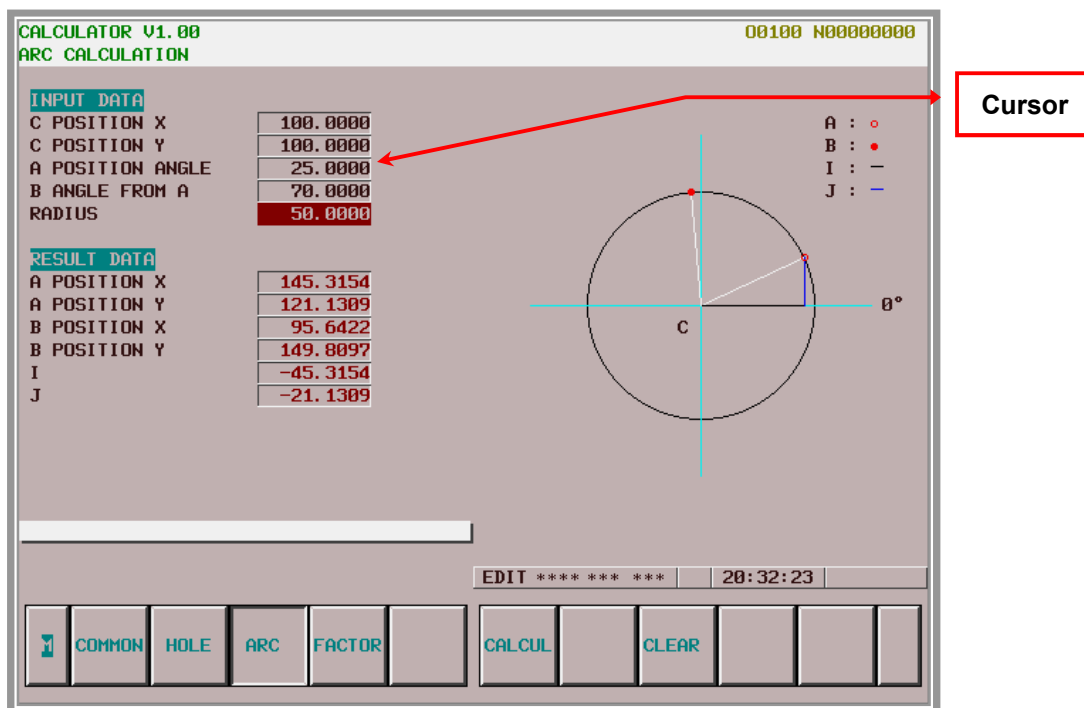 CALCULATOR V1.00 O0100 N00000000
ARC CALCULATION
Cursor
INPUT DATA
C POSITION X 100.0000
C POSITION Y 100.0000
A POSITION ANGLE 25.0000
B ANGLE FROM A 70.0000
RADIUS 50.0000
A : 
B : 
I : 
J : 
0°
C
RESULT DATA
A POSITION X 145.3154
A POSITION Y 121.1309
B POSITION X 95.6422
B POSITION Y 149.8097
I -45.3154
J -21.1309
EDIT **** *** *** 20:32:23
M COMMON HOLE ARC FACTOR CALCUL CLEAR